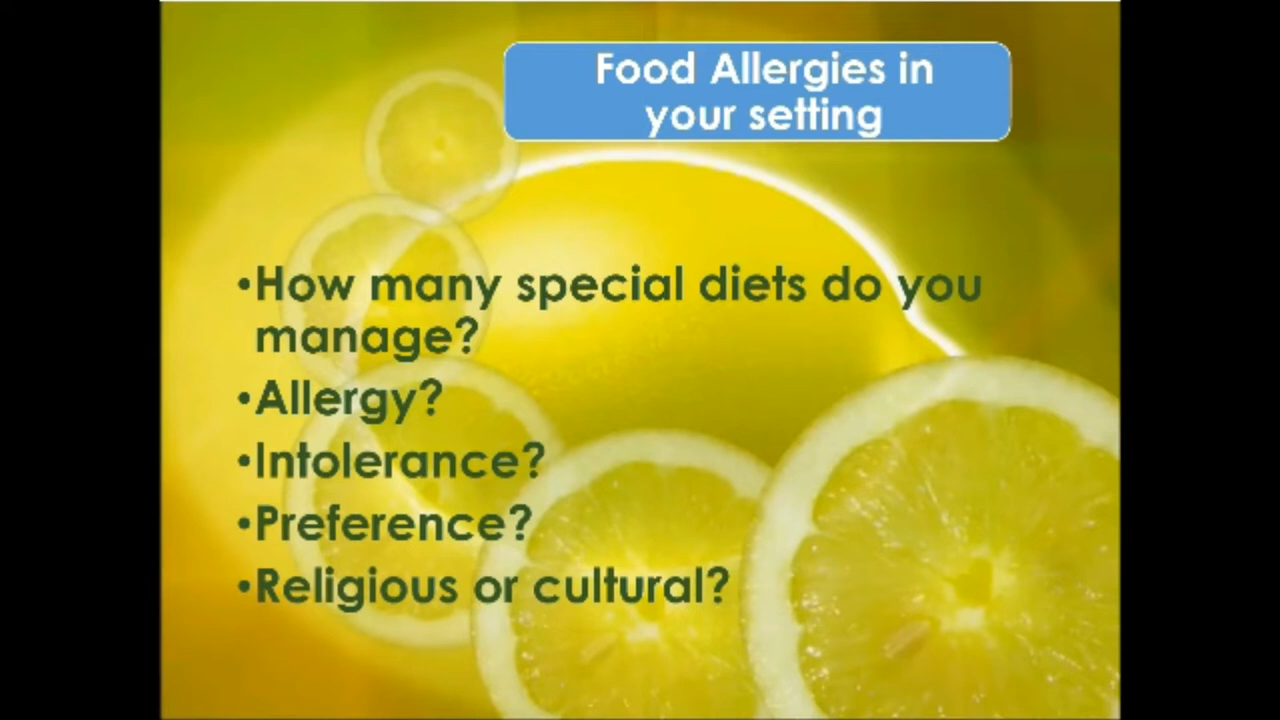 Food Allergies in
your setting
•How many special diets do you
manage?
•Allergy?
•Intolerance?
•Preference?
•Religious or cultural?